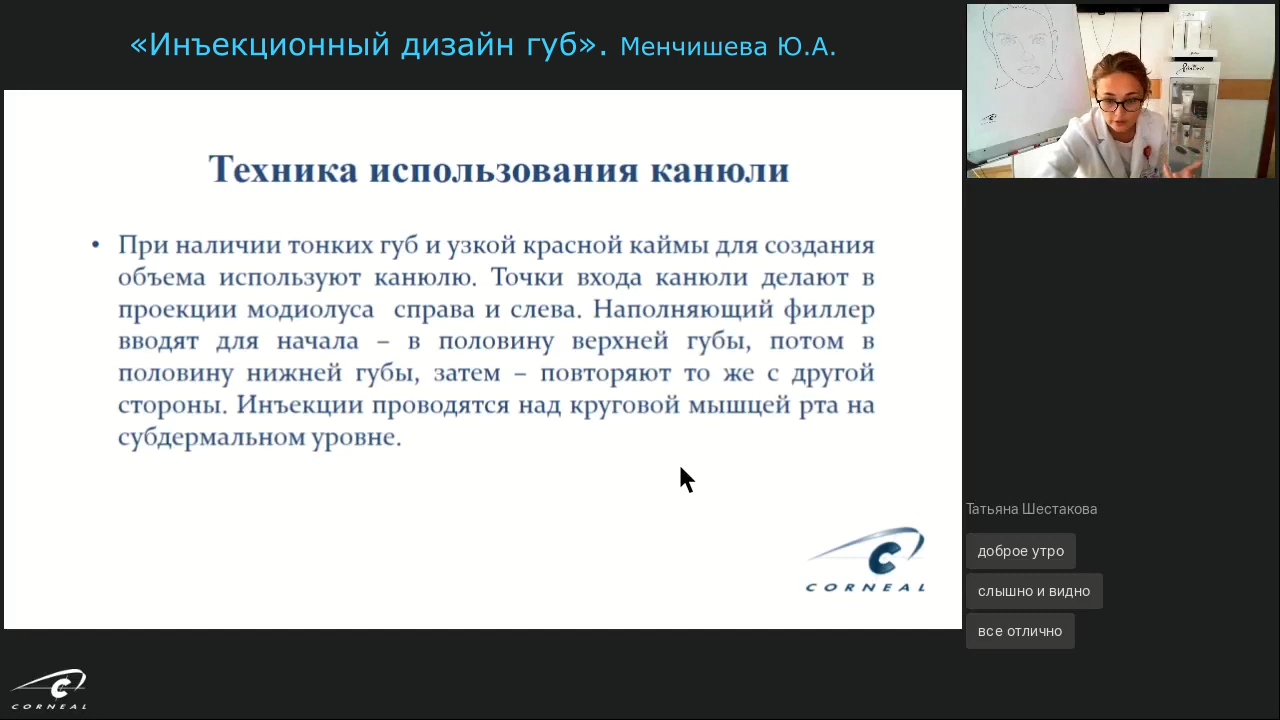 «Инъекционный дизайн губ». Менчишева Ю.А.
Техника использования канюли
• При наличии тонких губ и узкой красной каймы для создания
объема используют канюлю. Точки входа канюли делают в
проекции модиолуса справа и слева. Наполняющий филлер
вводят для начала – в половину верхней губы, потом в
половину нижней губы, затем – повторяют то же с другой
стороны. Инъекции проводятся над круговой мышцей рта на
субдермальном уровне.
CORNEAL
Татьяна Шестакова
доброе утро
слышно и видно
все отлично
CORNEAL